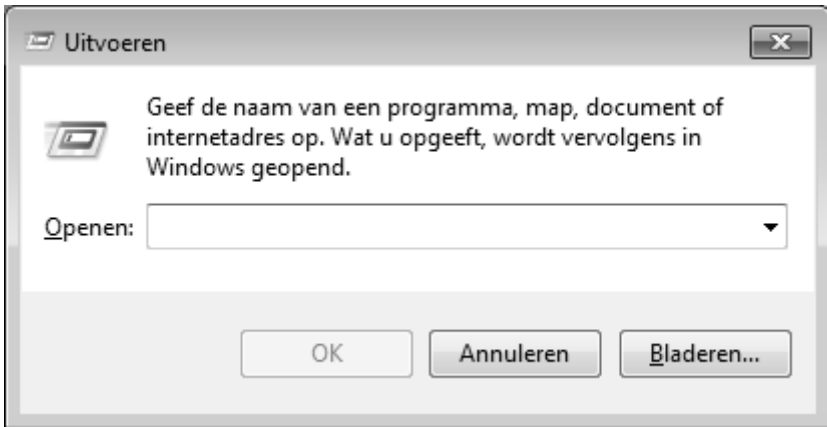 Uitvoeren
Geef de naam van een programma, map, document of
internetadres op. Wat u opgeeft, wordt vervolgens in
Windows geopend.
Openen:
OK Annuleren Bladeren...